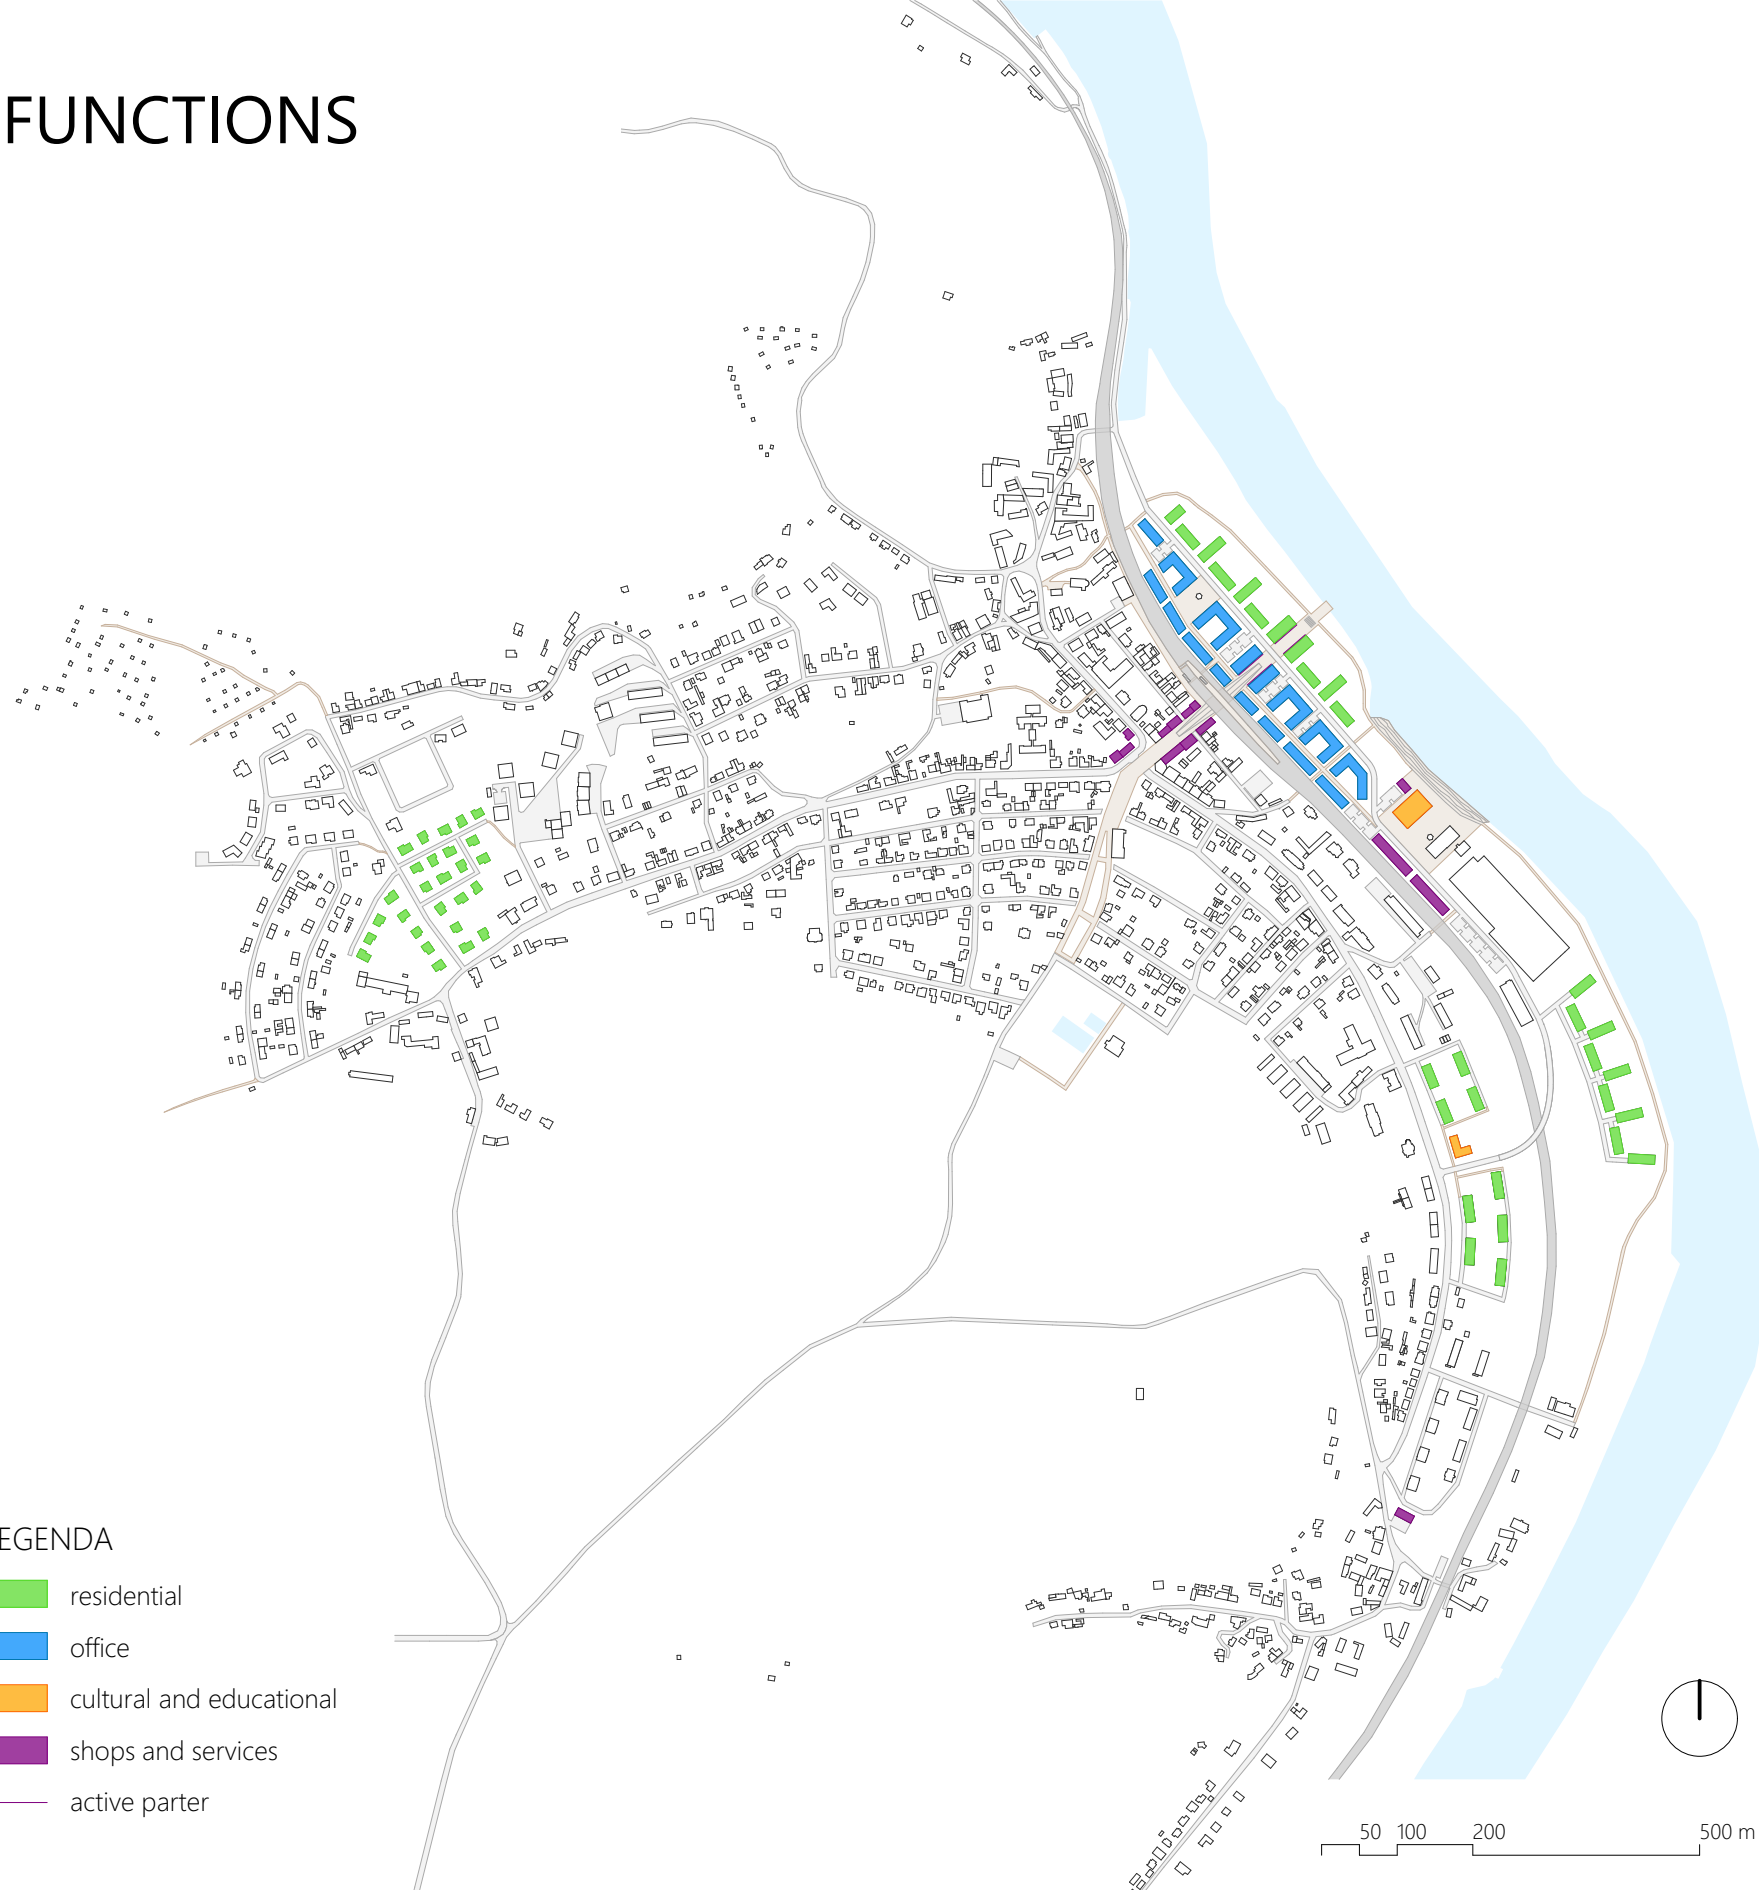 FUNCTIONS
EGENDA
residential
office
cultural and educational
shops and services
active parter
50 100 200 500 m